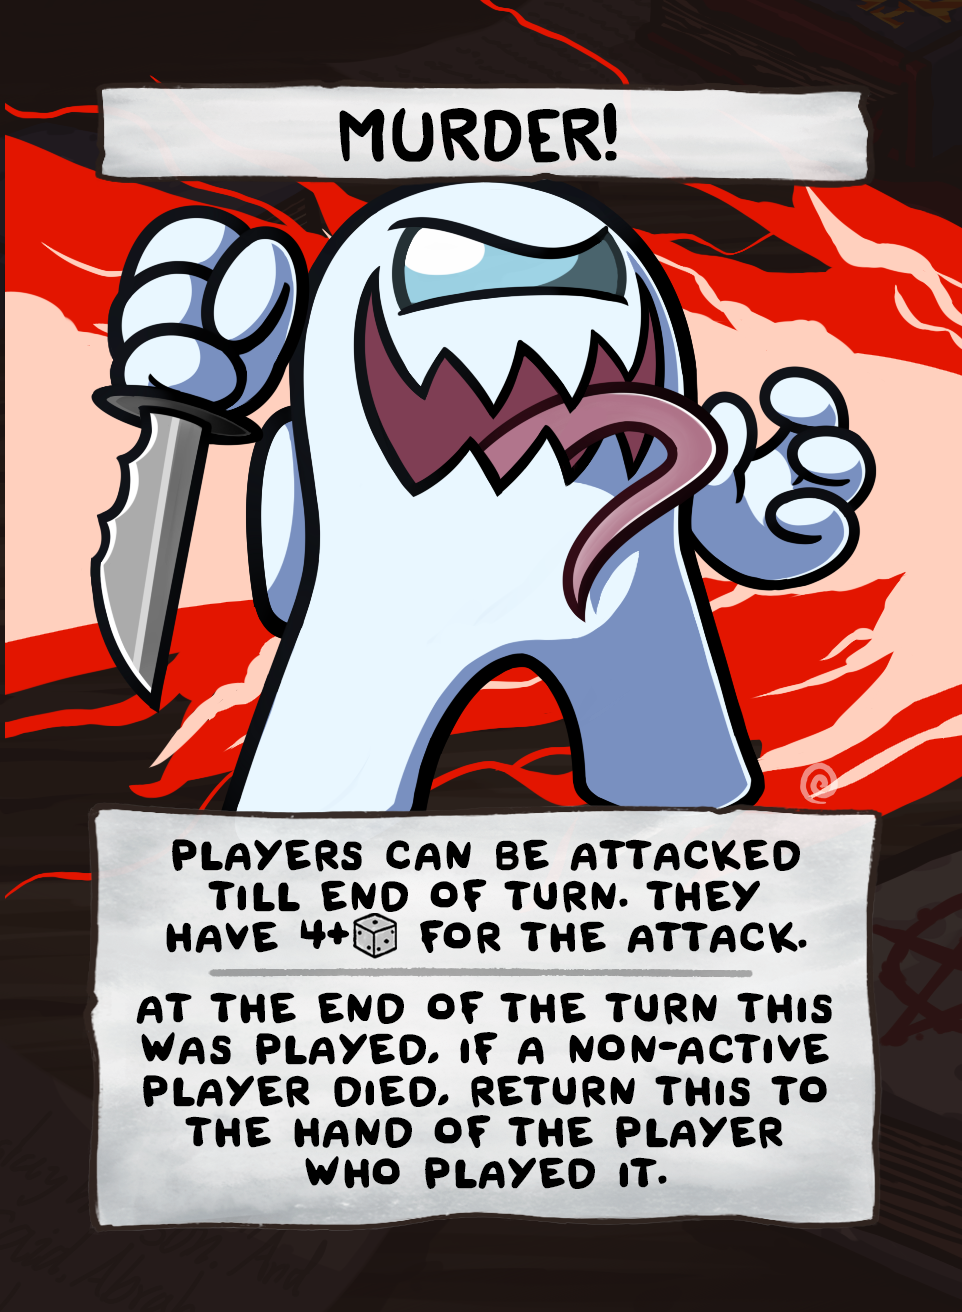 MURDER!
PLAYERS CAN BE ATTACKED
TILL END OF TURN. THEY
HAVE 4+ FOR THE ATTACK.
AT THE END OF THE TURN THIS
WAS PLAYED, IF A NON-ACTIVE
PLAYER DIED, RETURN THIS TO
THE HAND OF THE PLAYER
WHO PLAYED IT.